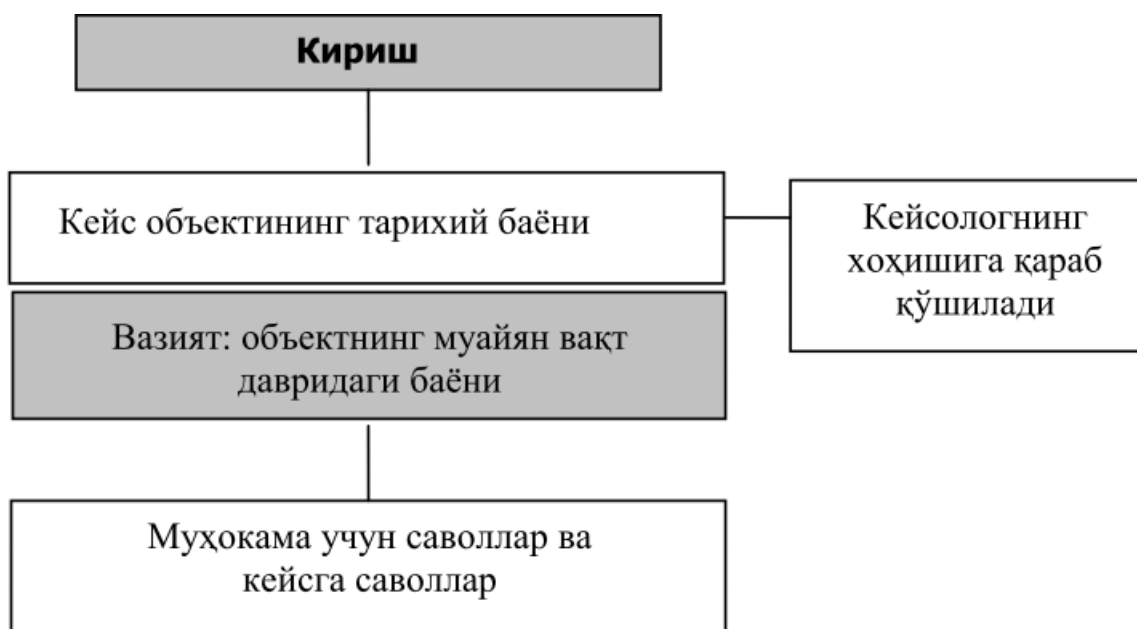 Кириш
Кейс объектининг тарихий баёни
Кейсологнинг
хоҳишига қараб
қўшилади
Вазият: объектнинг муайян вақт
давридаги баёни
Муҳокама учун саволлар ва
кейсга саволлар